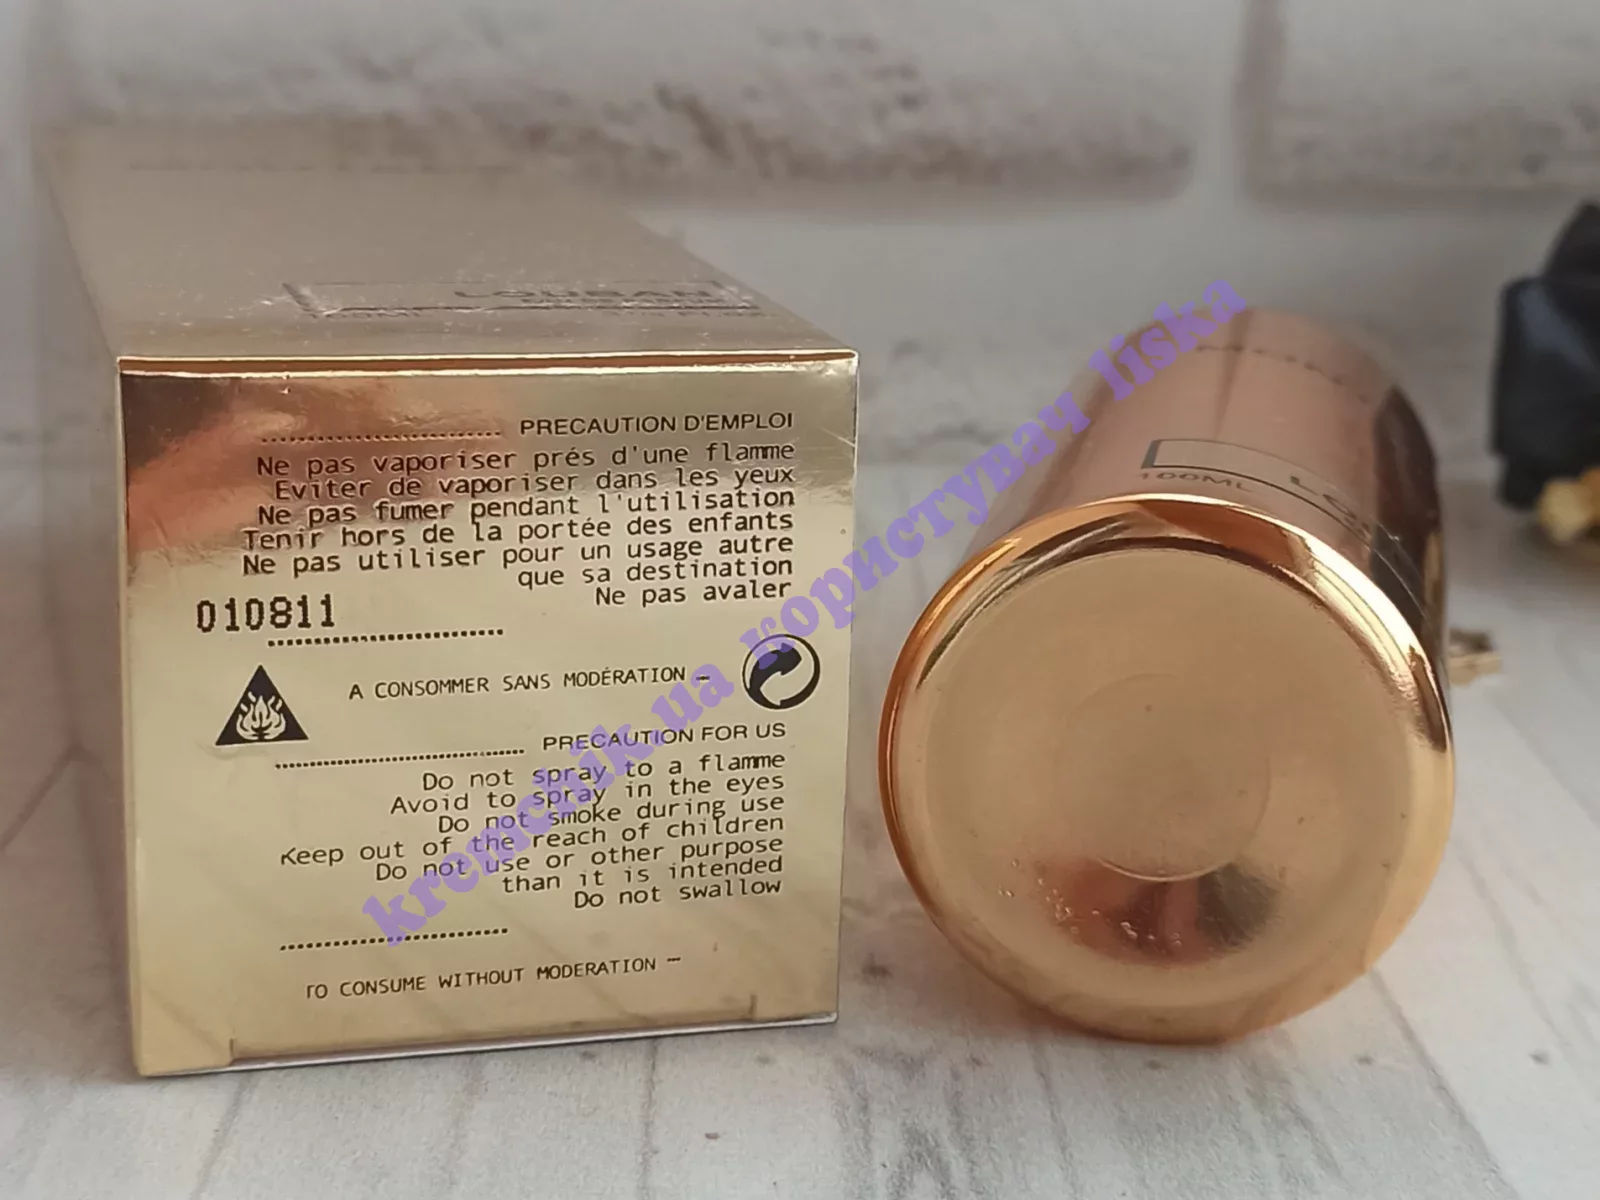 LOUBAN
100ML
PRECAUTION D'EMPLOI
Ne pas vaporiser prés d'une flamme
Eviter de vaporiser dans les yeux
Ne pas fumer pendant l'utilisation
Tenir hors de la portée des enfants
Ne pas utiliser pour un usage autre
que sa destination
Ne pas avaler
010811
A CONSOMMER SANS MODÉRATION
PRECAUTION FOR US
Do not spray to a flamme
Avoid to spray in the eyes
Do not smoke during use
Keep out of the reach of children
Do not use or other purpose
than it is intended
Do not swallow
TO CONSUME WITHOUT MODERATION
100ML
kremchik.ua користувач liska